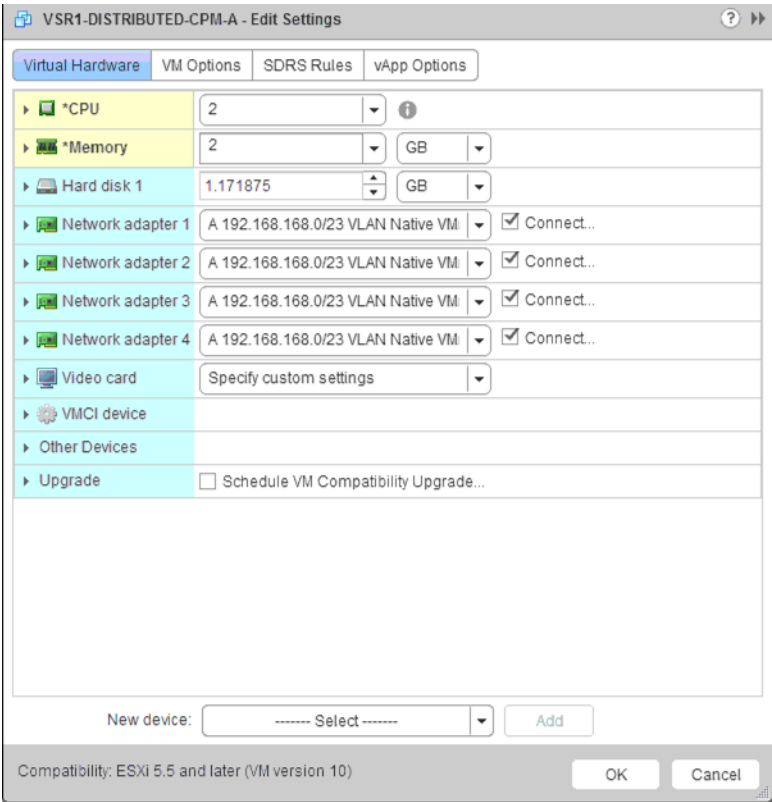 VSR1-DISTRIBUTED-CPM-A - Edit Settings ?
Virtual Hardware VM Options SDRS Rules vApp Options
*CPU 2
*Memory 2 GB
Hard disk 1 1.171875 GB
Network adapter 1 A 192.168.168.0/23 VLAN Native VM Connect...
Network adapter 2 A 192.168.168.0/23 VLAN Native VM Connect...
Network adapter 3 A 192.168.168.0/23 VLAN Native VM Connect...
Network adapter 4 A 192.168.168.0/23 VLAN Native VM Connect...
Video card Specify custom settings
VMCI device
Other Devices
Upgrade Schedule VM Compatibility Upgrade...
New device: ------- Select ------- Add
Compatibility: ESXi 5.5 and later (VM version 10) OK Cancel